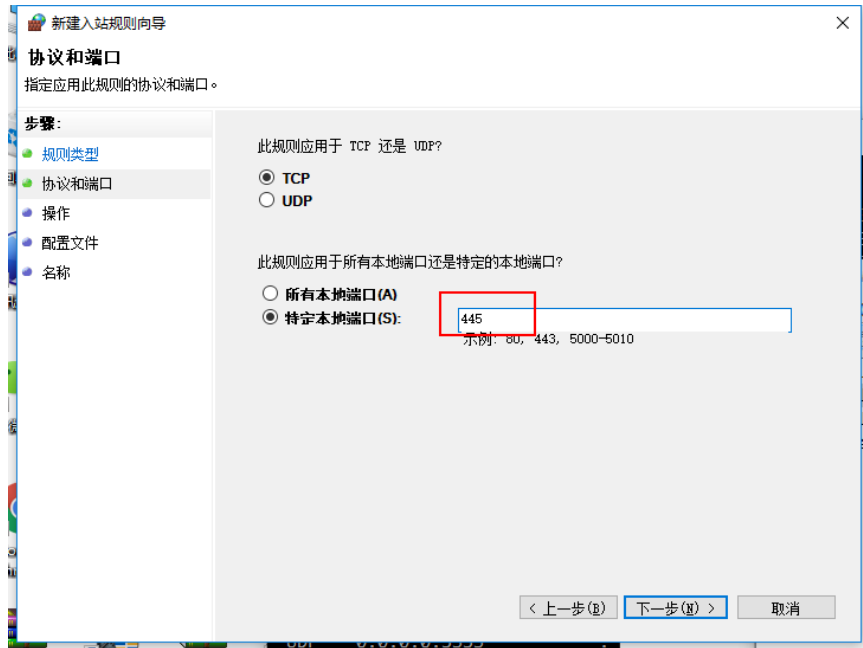 新建入站规则向导
协议和端口
指定应用此规则的协议和端口。
步骤:
规则类型
协议和端口
操作
配置文件
名称
此规则应用于 TCP 还是 UDP?
TCP
UDP
此规则应用于所有本地端口还是特定的本地端口?
所有本地端口(A)
特定本地端口(S):
445
示例: 80, 443, 5000-5010
< 上一步(B)
下一步(N) >
取消